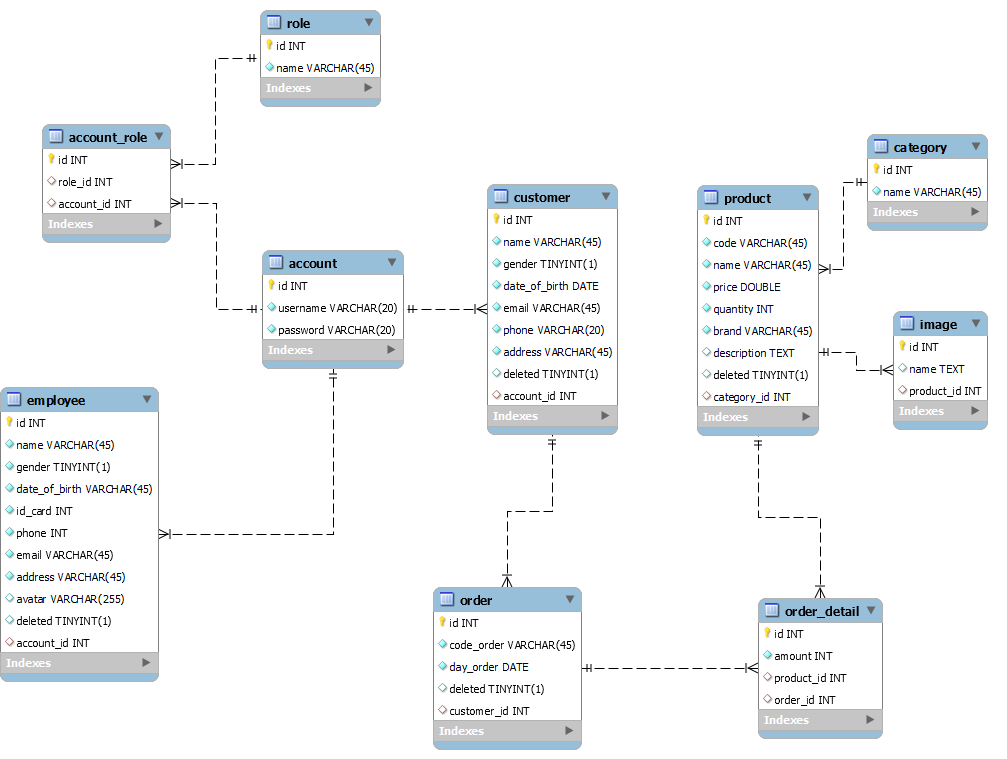 role
id INT
name VARCHAR(45)
Indexes
account_role
id INT
role_id INT
account_id INT
Indexes
category
id INT
name VARCHAR(45)
Indexes
customer
id INT
name VARCHAR(45)
gender TINYINT(1)
date_of_birth DATE
email VARCHAR(45)
phone VARCHAR(20)
address VARCHAR(45)
deleted TINYINT(1)
account_id INT
Indexes
product
id INT
code VARCHAR(45)
name VARCHAR(45)
price DOUBLE
quantity INT
brand VARCHAR(45)
description TEXT
deleted TINYINT(1)
category_id INT
Indexes
account
id INT
username VARCHAR(20)
password VARCHAR(20)
Indexes
image
id INT
name TEXT
product_id INT
Indexes
employee
id INT
name VARCHAR(45)
gender TINYINT(1)
date_of_birth VARCHAR(45)
id_card INT
phone INT
email VARCHAR(45)
address VARCHAR(45)
avatar VARCHAR(255)
deleted TINYINT(1)
account_id INT
Indexes
order
id INT
code_order VARCHAR(45)
day_order DATE
deleted TINYINT(1)
customer_id INT
Indexes
order_detail
id INT
amount INT
product_id INT
order_id INT
Indexes